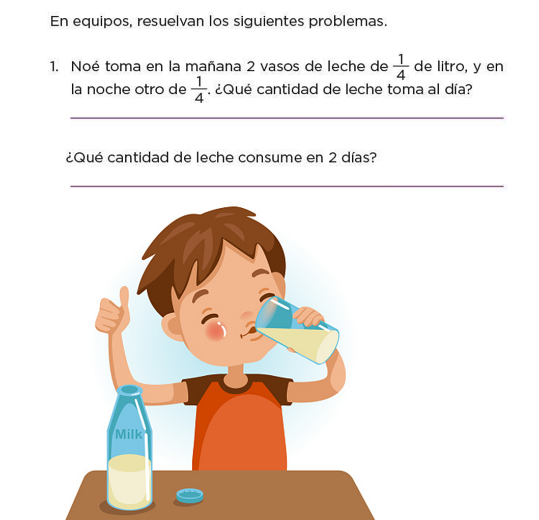 En equipos, resuelvan los siguientes problemas.
1. Noé toma en la mañana 2 vasos de leche de 1/4 de litro, y en
la noche otro de 1/4. ¿Qué cantidad de leche toma al día?
¿Qué cantidad de leche consume en 2 días?
Milk